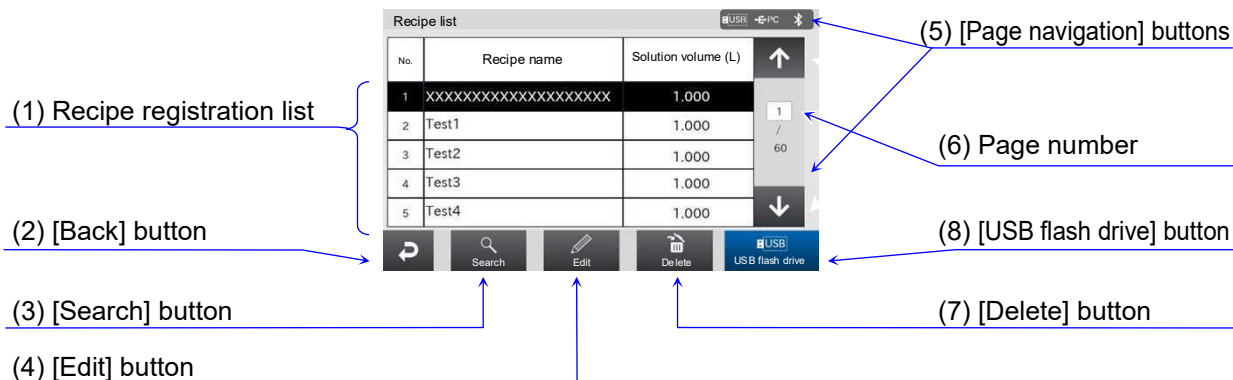 Recipe list
USB
PC
No.
Recipe name
Solution volume (L)
1 XXXXXXXXXXXXXXXXXXXX 1.000
2 Test1 1.000
3 Test2 1.000
4 Test3 1.000
5 Test4 1.000
1
/
60
Search
Edit
Delete
USB
USB flash drive
(1) Recipe registration list
(2) [Back] button
(3) [Search] button
(4) [Edit] button
(5) [Page navigation] buttons
(6) Page number
(8) [USB flash drive] button
(7) [Delete] button